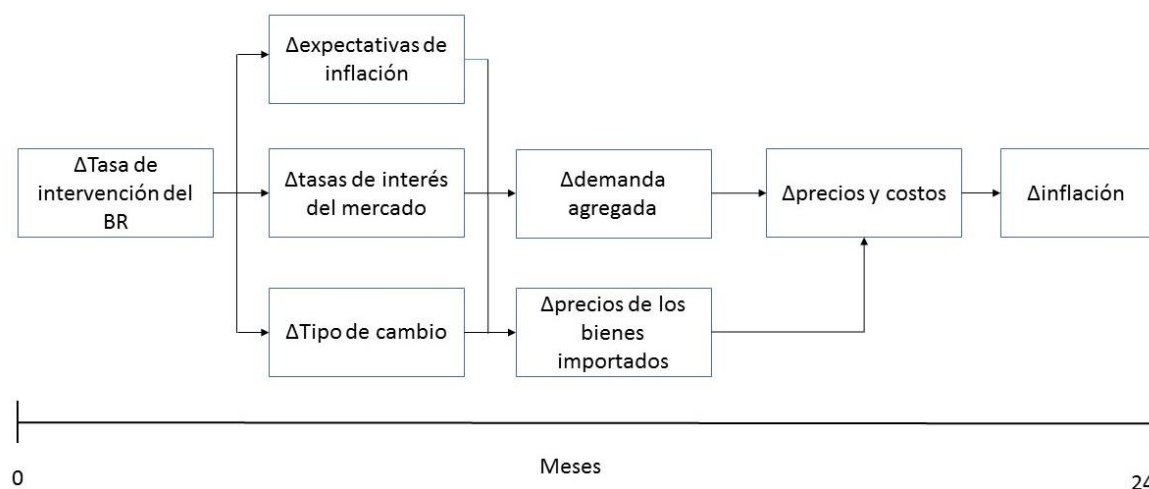 Δexpectativas de
inflación
ΔTasa de
intervención del
BR
Δtasas de interés
del mercado
Δdemanda
agregada
Δprecios y costos
Δinflación
ΔTipo de cambio
Δprecios de los
bienes
importados
0
Meses
24